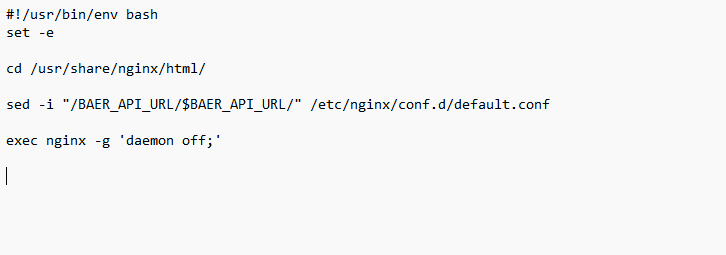 #!/usr/bin/env bash
set -e
cd /usr/share/nginx/html/
sed -i "/BAER_API_URL/$BAER_API_URL/" /etc/nginx/conf.d/default.conf
exec nginx -g 'daemon off;'